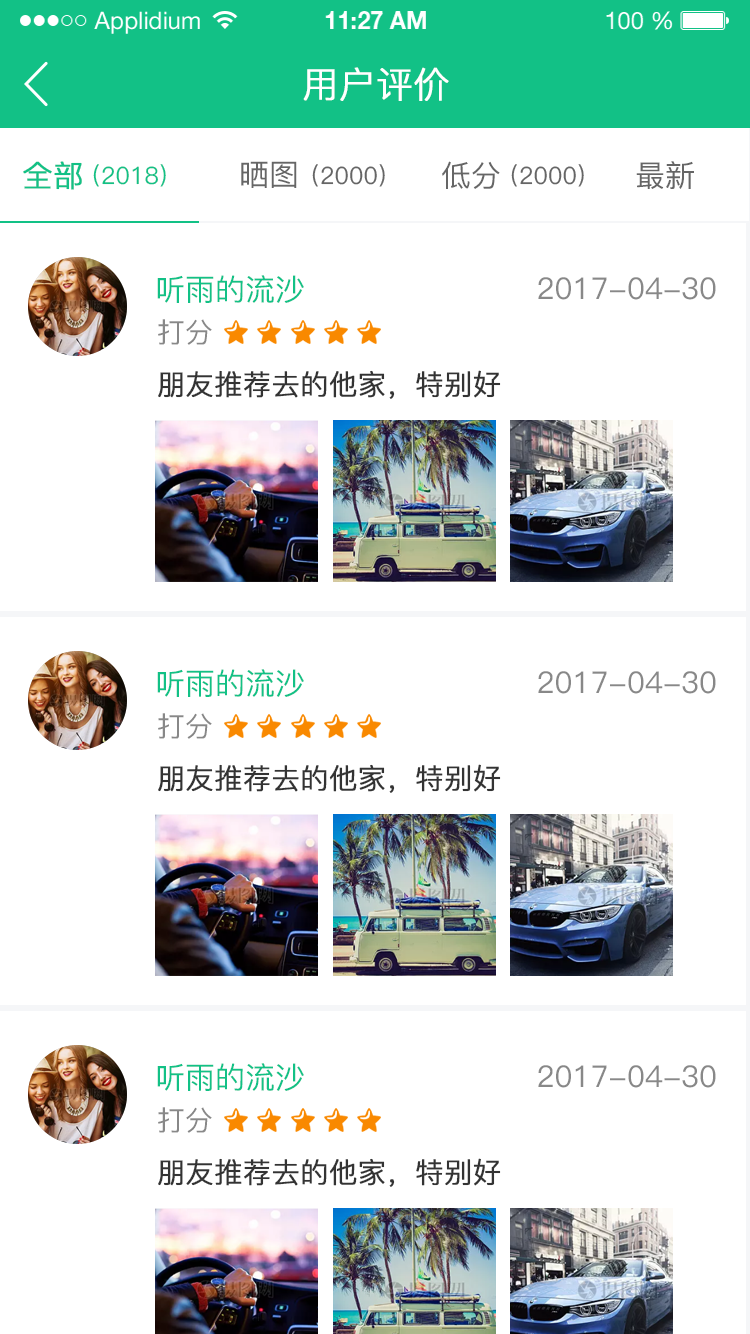 Applidium 11:27 AM 100 %
用户评价
全部 (2018) 晒图 (2000) 低分 (2000) 最新
听雨的流沙 2017-04-30
打分
朋友推荐去的他家，特别好
听雨的流沙 2017-04-30
打分
朋友推荐去的他家，特别好
听雨的流沙 2017-04-30
打分
朋友推荐去的他家，特别好